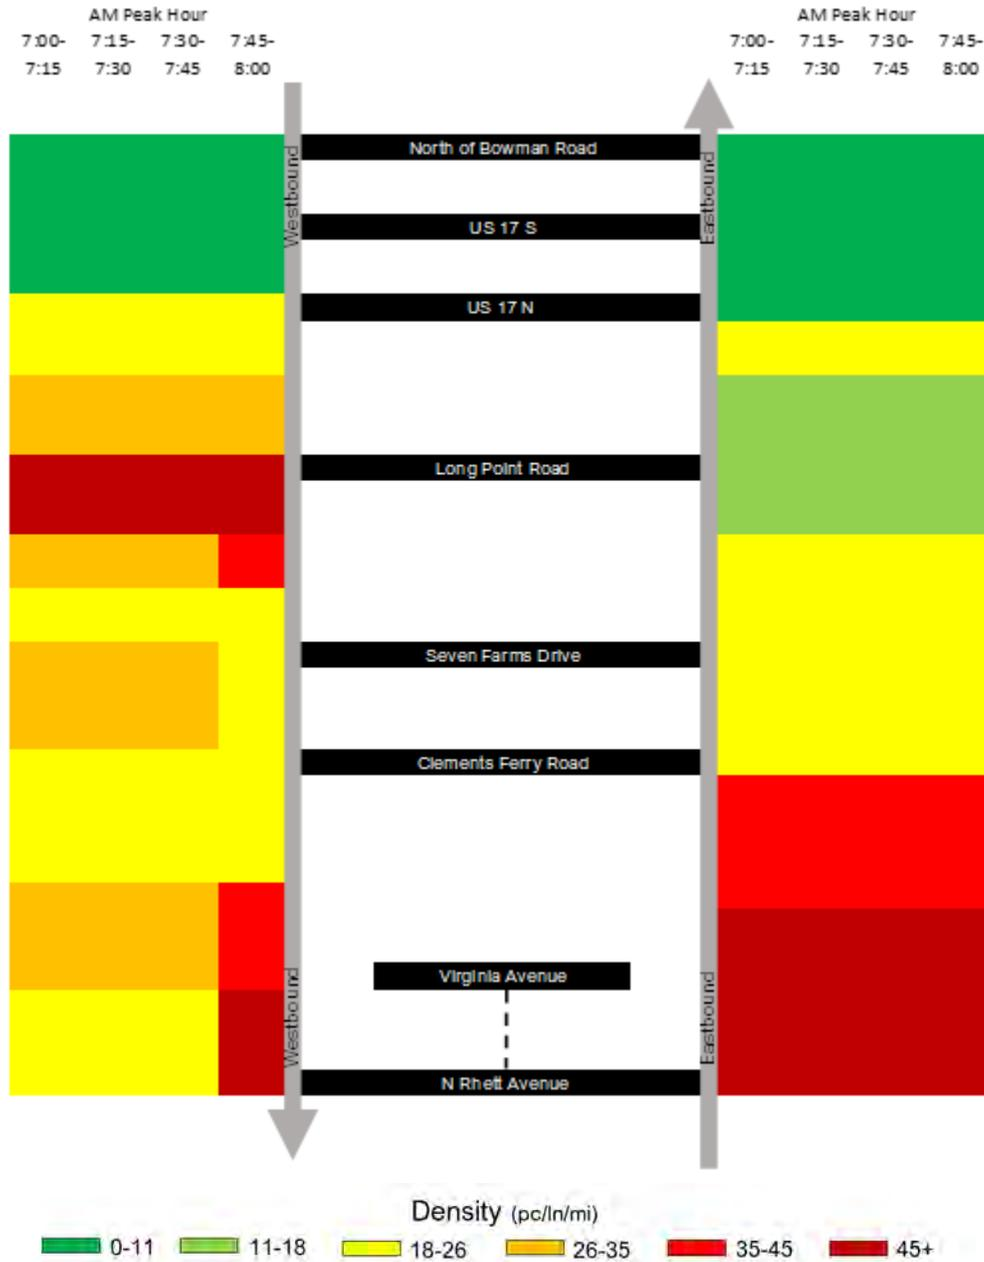 AM Peak Hour
7:00- 7:15- 7:30- 7:45-
7:15 7:30 7:45 8:00
AM Peak Hour
7:00- 7:15- 7:30- 7:45-
7:15 7:30 7:45 8:00
Westbound
North of Bowman Road
Eastbound
US 17 S
US 17 N
Long Point Road
Seven Farms Drive
Clements Ferry Road
Westbound
Virginia Avenue
Eastbound
N Rhett Avenue
Density (pc/ln/mi)
0-11 11-18 18-26 26-35 35-45 45+